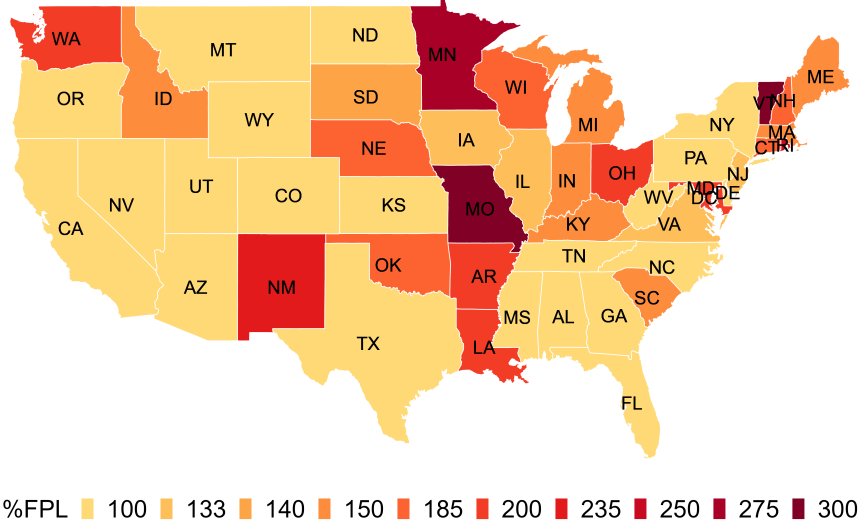 WA
MT
ND
MN
ME
OR
ID
SD
WI
MI
VT
NH
NY
MA
CT
RI
WY
NE
IA
PA
NJ
NV
UT
CO
KS
IL
IN
OH
MD
DE
DC
WV
VA
KY
MO
CA
AZ
NM
OK
AR
TN
NC
SC
TX
LA
MS
AL
GA
FL
%FPL 100 133 140 150 185 200 235 250 275 300